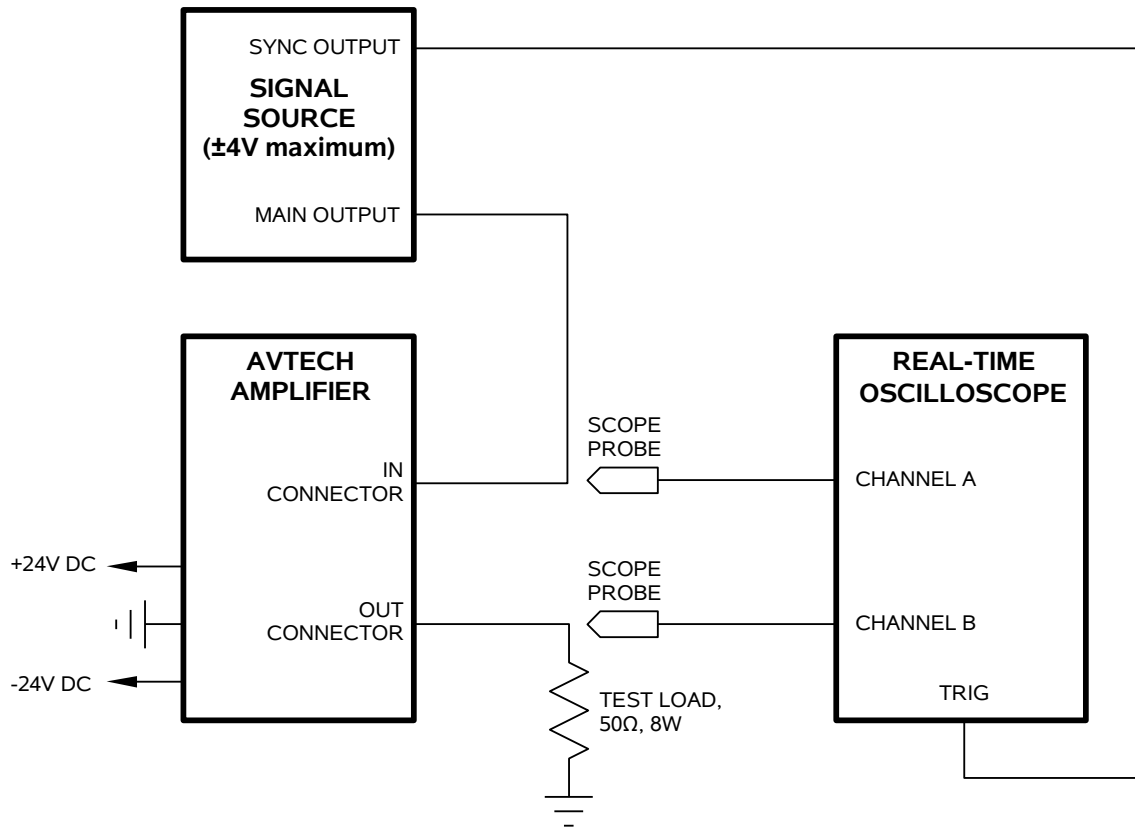 SYNC OUTPUT
SIGNAL
SOURCE
(±4V maximum)
MAIN OUTPUT
AVTECH
AMPLIFIER
IN
CONNECTOR
OUT
CONNECTOR
+24V DC
-24V DC
SCOPE
PROBE
SCOPE
PROBE
TEST LOAD,
50Ω, 8W
REAL-TIME
OSCILLOSCOPE
CHANNEL A
CHANNEL B
TRIG